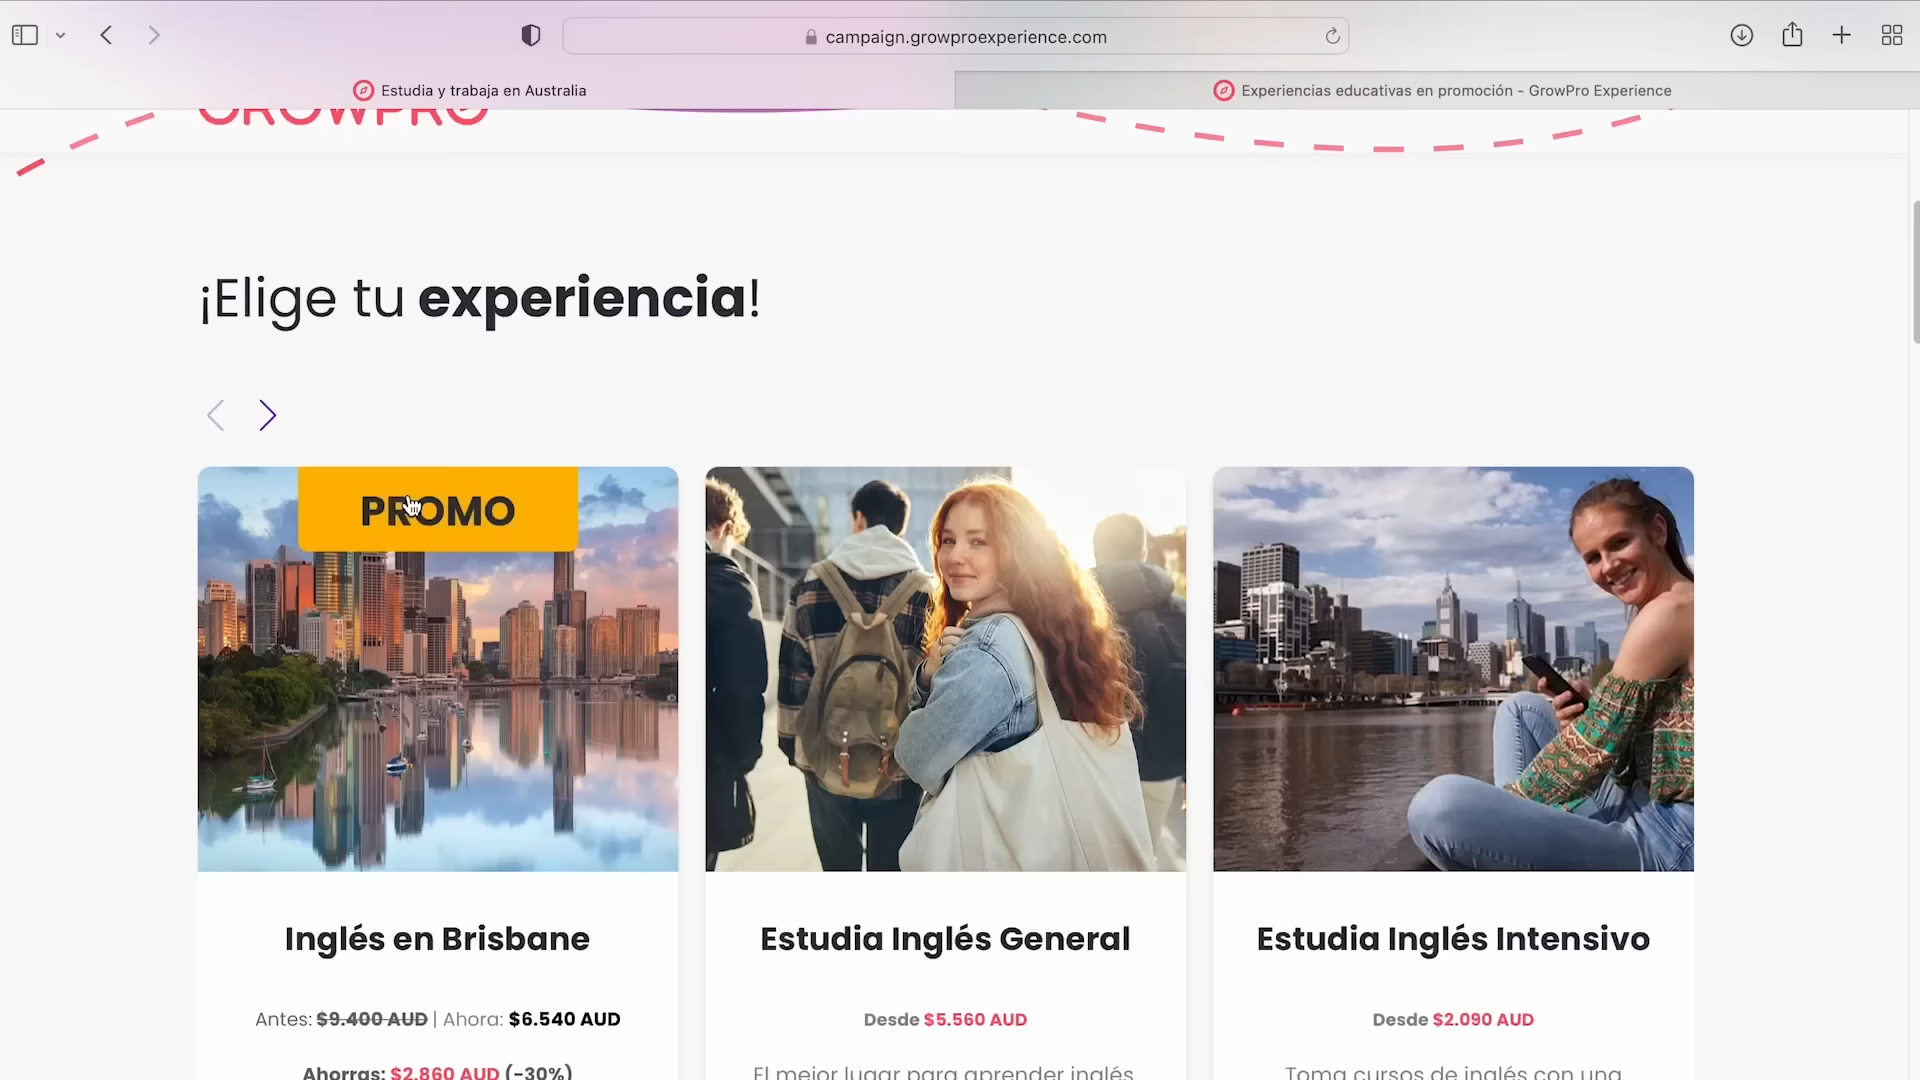 campaign.growproexperience.com
Estudia y trabaja en Australia
Experiencias educativas en promoción - GrowPro Experience
GROWPRO
¡Elige tu experiencia!
PROMO
Inglés en Brisbane
Antes: $9.400 AUD | Ahora: $6.540 AUD
Ahorras: $2.860 AUD (-30%)
Estudia Inglés General
Desde $5.560 AUD
El mejor lugar para aprender inglés,
Estudia Inglés Intensivo
Desde $2.090 AUD
Toma cursos de inglés con una